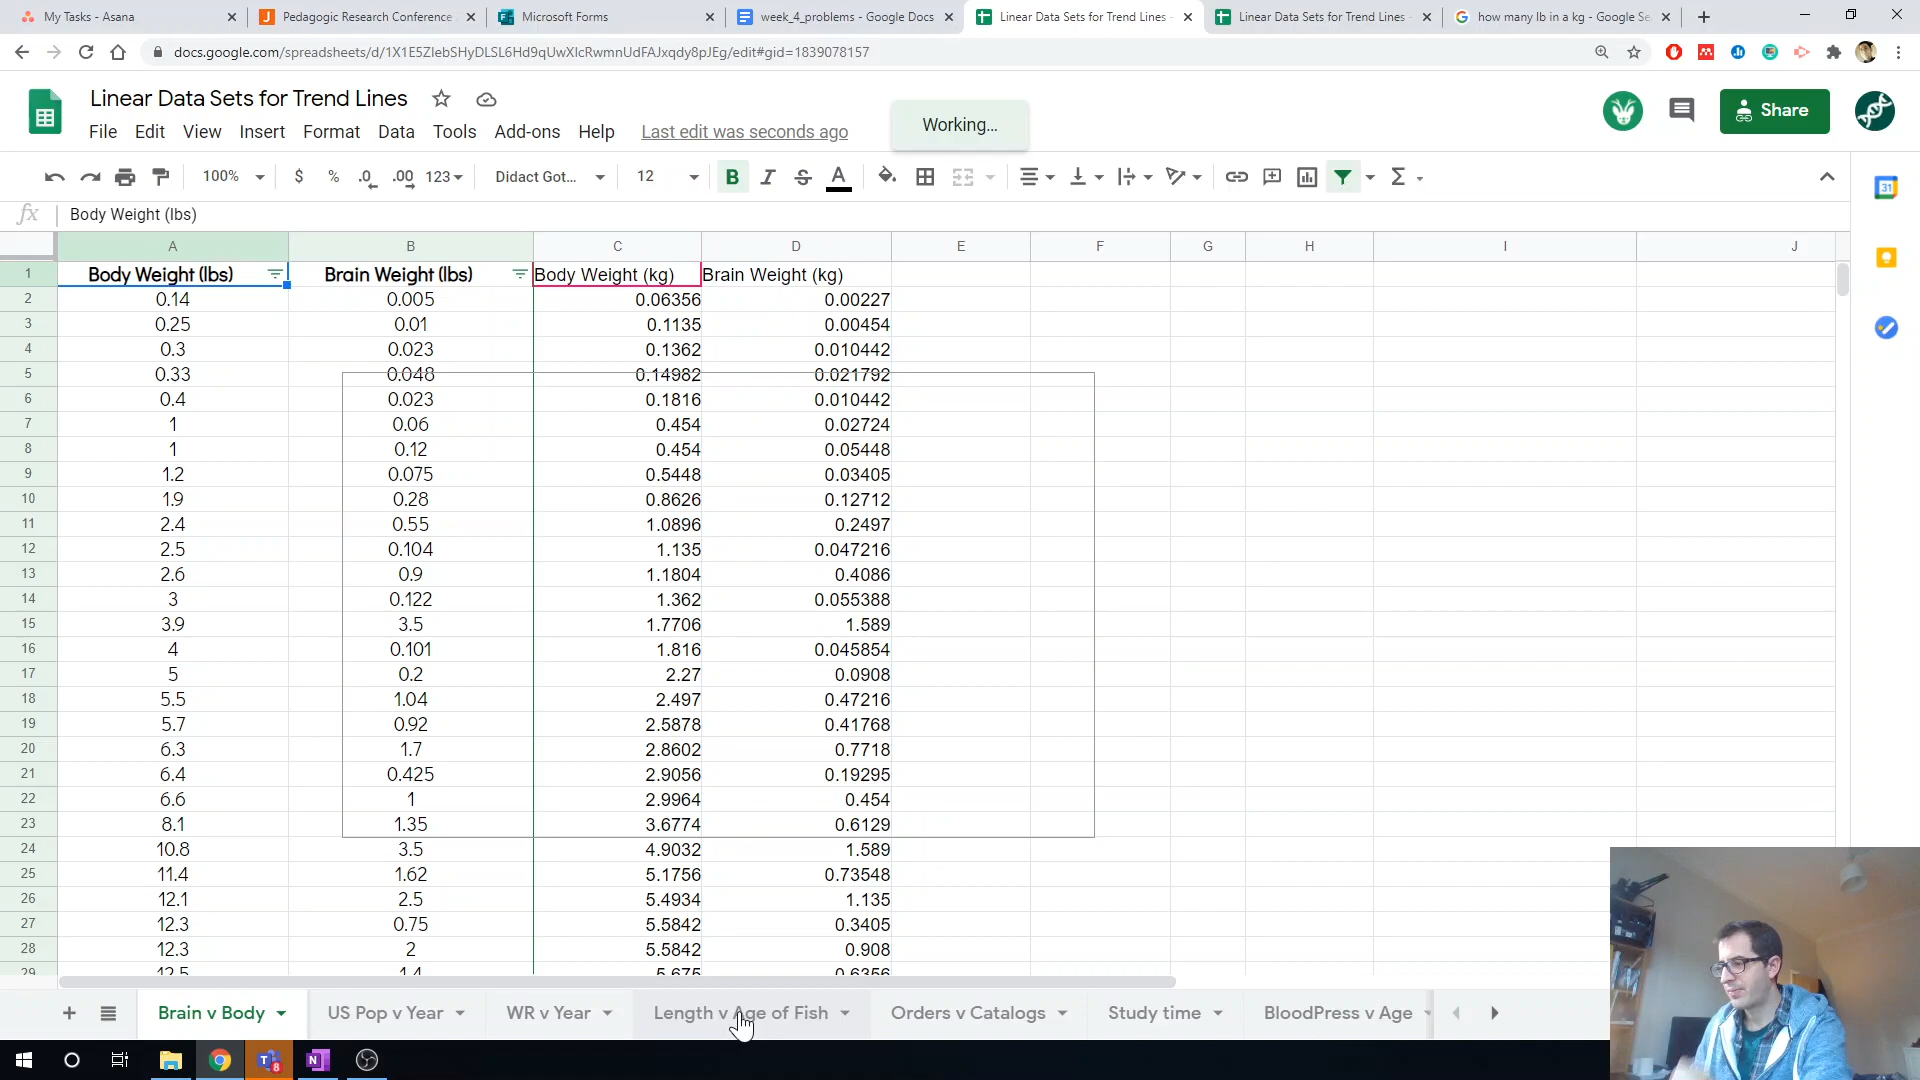 My Tasks - Asana
Pedagogic Research Conference
Microsoft Forms
week_4_problems - Google Docs
Linear Data Sets for Trend Lines -
Linear Data Sets for Trend Lines -
how many lb in a kg - Google Se
docs.google.com/spreadsheets/d/1X1E5ZIebSHyDLSL6Hd9qUwXIcRwmnUdFAJxqdy8pJEg/edit#gid=1839078157
Linear Data Sets for Trend Lines
Working...
Share
File Edit View Insert Format Data Tools Add-ons Help Last edit was seconds ago
100% $ % .0 .00 123 Didact Got... 12 B I S A Σ
31
fx Body Weight (lbs)
A B C D E F G H I J
1 Body Weight (lbs) Brain Weight (lbs) Body Weight (kg) Brain Weight (kg)
2 0.14 0.005 0.06356 0.00227
3 0.25 0.01 0.1135 0.00454
4 0.3 0.023 0.1362 0.010442
5 0.33 0.048 0.14982 0.021792
6 0.4 0.023 0.1816 0.010442
7 1 0.06 0.454 0.02724
8 1 0.12 0.454 0.05448
9 1.2 0.075 0.5448 0.03405
10 1.9 0.28 0.8626 0.12712
11 2.4 0.55 1.0896 0.2497
12 2.5 0.104 1.135 0.047216
13 2.6 0.9 1.1804 0.4086
14 3 0.122 1.362 0.055388
15 3.9 3.5 1.7706 1.589
16 4 0.101 1.816 0.045854
17 5 0.2 2.27 0.0908
18 5.5 1.04 2.497 0.47216
19 5.7 0.92 2.5878 0.41768
20 6.3 1.7 2.8602 0.7718
21 6.4 0.425 2.9056 0.19295
22 6.6 1 2.9964 0.454
23 8.1 1.35 3.6774 0.6129
24 10.8 3.5 4.9032 1.589
25 11.4 1.62 5.1756 0.73548
26 12.1 2.5 5.4934 1.135
27 12.3 0.75 5.5842 0.3405
28 12.3 2 5.5842 0.908
29 12.5 1.4 5.675 0.6356
Brain v Body US Pop v Year WR v Year Length v Age of Fish Orders v Catalogs Study time BloodPress v Age
8
N